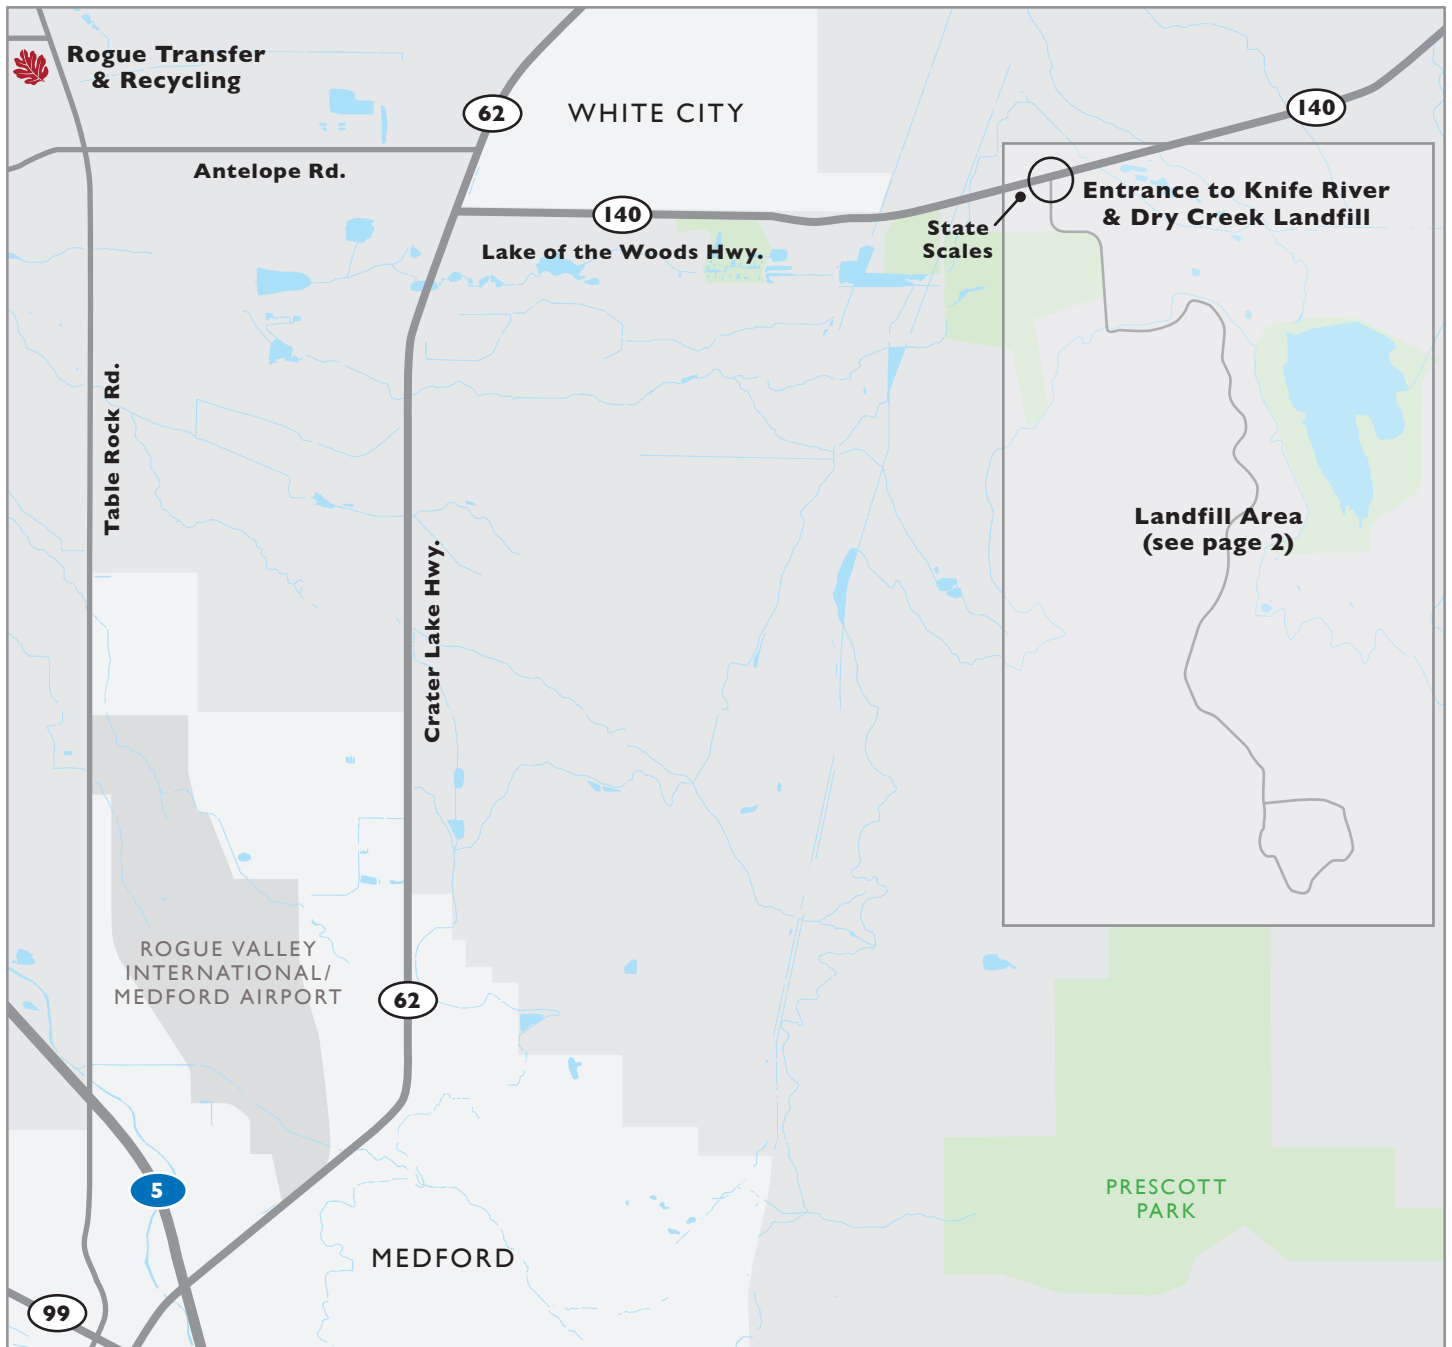 Rogue Transfer
& Recycling
62
WHITE CITY
140
Antelope Rd.
140
Lake of the Woods Hwy.
State
Scales
Entrance to Knife River
& Dry Creek Landfill
Table Rock Rd.
Crater Lake Hwy.
Landfill Area
(see page 2)
ROGUE VALLEY
INTERNATIONAL/
MEDFORD AIRPORT
62
5
PRESCOTT
PARK
MEDFORD
99